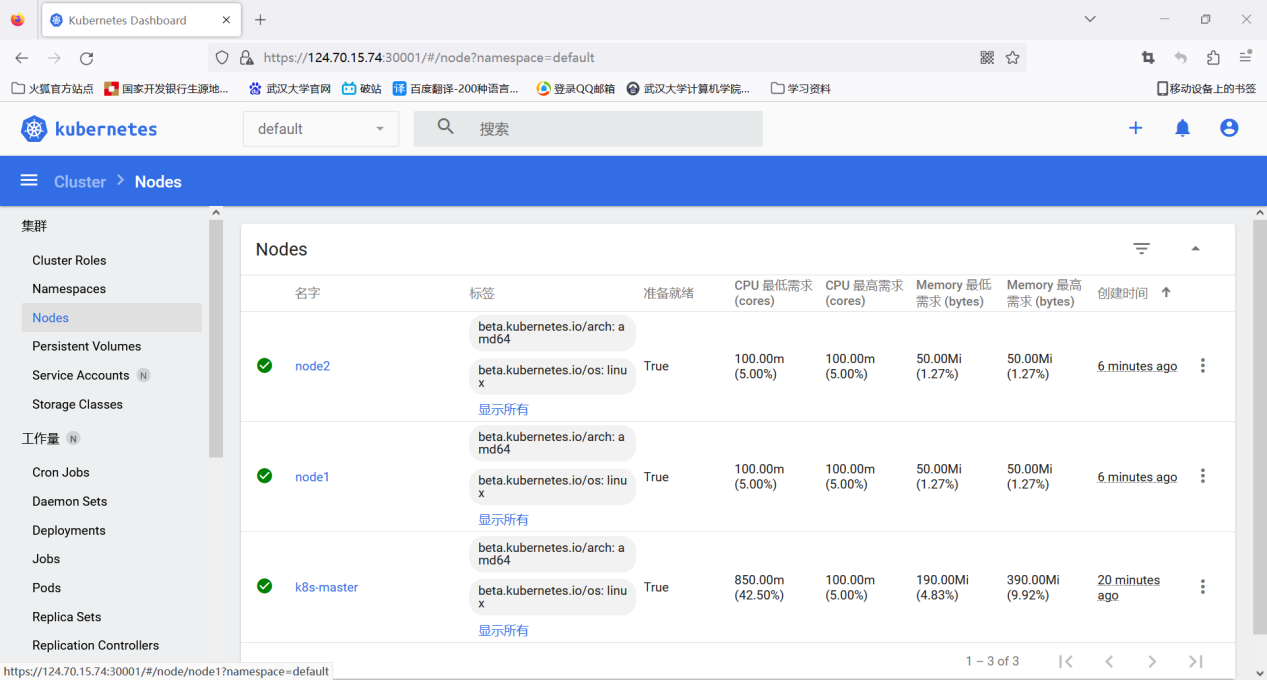 Kubernetes Dashboard
https://124.70.15.74:30001/#/node?namespace=default
火狐官方站点 国家开发银行生源地... 武汉大学官网 破站 译 百度翻译-200种语言... 登录QQ邮箱 武汉大学计算机学院... 学习资料 移动设备上的书签
kubernetes default 搜索
Cluster > Nodes
集群
Cluster Roles
Namespaces
Nodes
Persistent Volumes
Service Accounts N
Storage Classes
工作量 N
Cron Jobs
Daemon Sets
Deployments
Jobs
Pods
Replica Sets
Replication Controllers
Nodes
名字 标签 准备就绪 CPU 最低需求 (cores) CPU 最高需求 (cores) Memory 最低需求 (bytes) Memory 最高需求 (bytes) 创建时间
beta.kubernetes.io/arch: a
md64
node2 True 100.00m (5.00%) 100.00m (5.00%) 50.00Mi (1.27%) 50.00Mi (1.27%) 6 minutes ago
beta.kubernetes.io/os: linu
x
显示所有
beta.kubernetes.io/arch: a
md64
node1 True 100.00m (5.00%) 100.00m (5.00%) 50.00Mi (1.27%) 50.00Mi (1.27%) 6 minutes ago
beta.kubernetes.io/os: linu
x
显示所有
beta.kubernetes.io/arch: a
md64
k8s-master True 850.00m (42.50%) 100.00m (5.00%) 190.00Mi (4.83%) 390.00Mi (9.92%) 20 minutes ago
beta.kubernetes.io/os: linu
x
显示所有
1 – 3 of 3
https://124.70.15.74:30001/#/node/node1?namespace=default